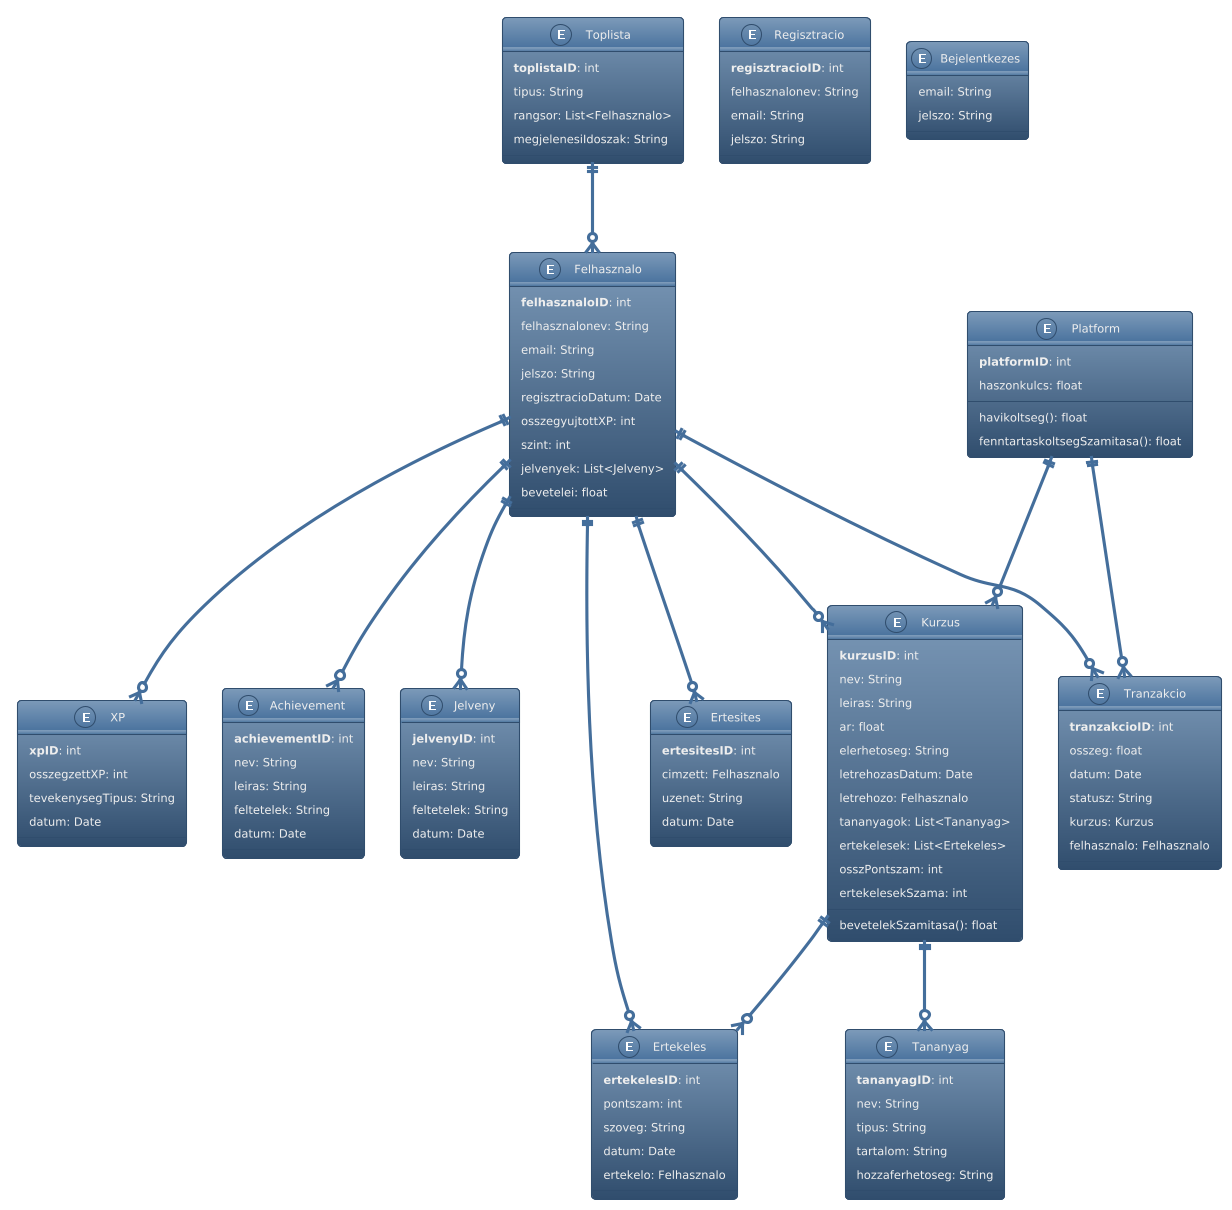 E Toplista
toplistaID: int
tipus: String
rangsor: List<Felhasznalo>
megjelenesiIdoszak: String
E Regisztracio
regisztracioID: int
felhasznalonev: String
email: String
jelszo: String
E Bejelentkezes
email: String
jelszo: String
E Felhasznalo
felhasznaloID: int
felhasznalonev: String
email: String
jelszo: String
regisztracioDatum: Date
osszegyujtottXP: int
szint: int
jelvenyek: List<Jelveny>
bevetelei: float
E Platform
platformID: int
haszonkulcs: float
havikoltseg(): float
fenntartaskoltsegSzamitasa(): float
E XP
xpID: int
osszegzettXP: int
tevekenysegTipus: String
datum: Date
E Achievement
achievementID: int
nev: String
leiras: String
feltetelek: String
datum: Date
E Jelveny
jelvenyID: int
nev: String
leiras: String
feltetelek: String
datum: Date
E Ertesites
ertesitesID: int
cimzett: Felhasznalo
uzenet: String
datum: Date
E Kurzus
kurzusID: int
nev: String
leiras: String
ar: float
elerhetoseg: String
letrehozasDatum: Date
letrehozo: Felhasznalo
tananyagok: List<Tananyag>
ertekelesek: List<Ertekeles>
osszPontszam: int
ertekelesekSzama: int
bevetelekSzamitasa(): float
E Tranzakcio
tranzakcioID: int
osszeg: float
datum: Date
statusz: String
kurzus: Kurzus
felhasznalo: Felhasznalo
E Ertekeles
ertekelesID: int
pontszam: int
szoveg: String
datum: Date
ertekelo: Felhasznalo
E Tananyag
tananyagID: int
nev: String
tipus: String
tartalom: String
hozzaferhetoseg: String